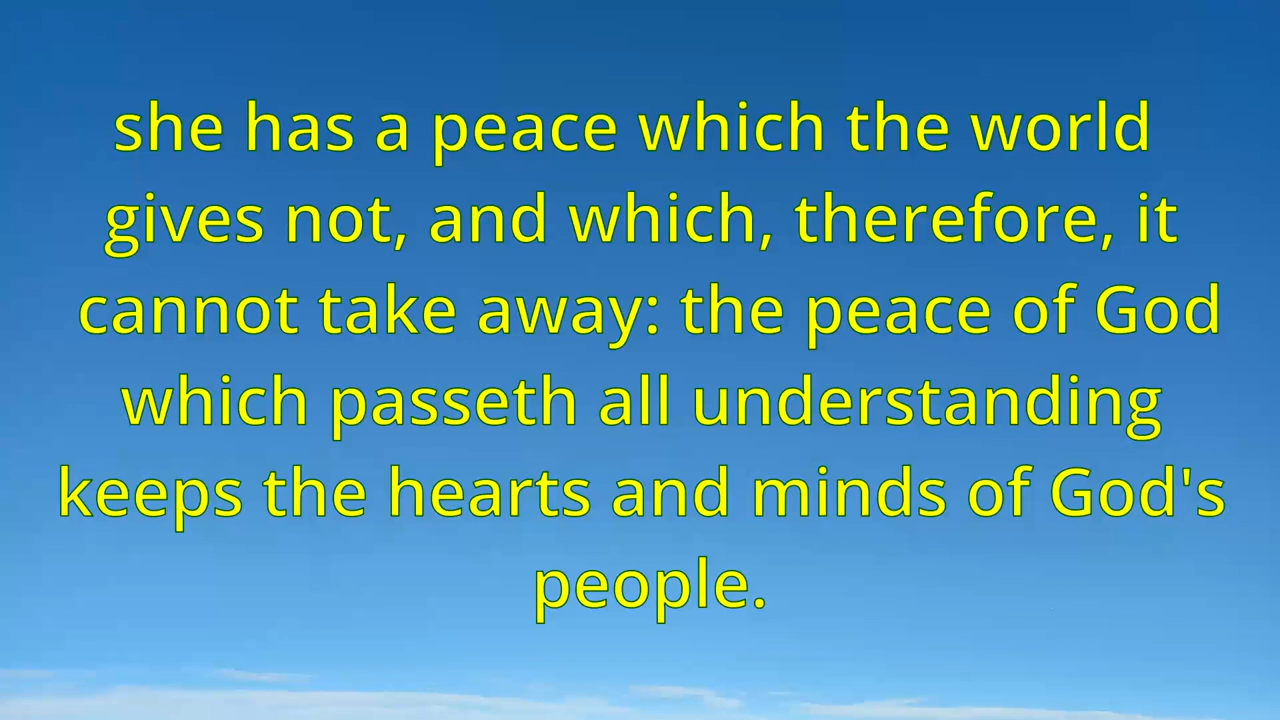 she has a peace which the world
gives not, and which, therefore, it
cannot take away: the peace of God
which passeth all understanding
keeps the hearts and minds of God's
people.